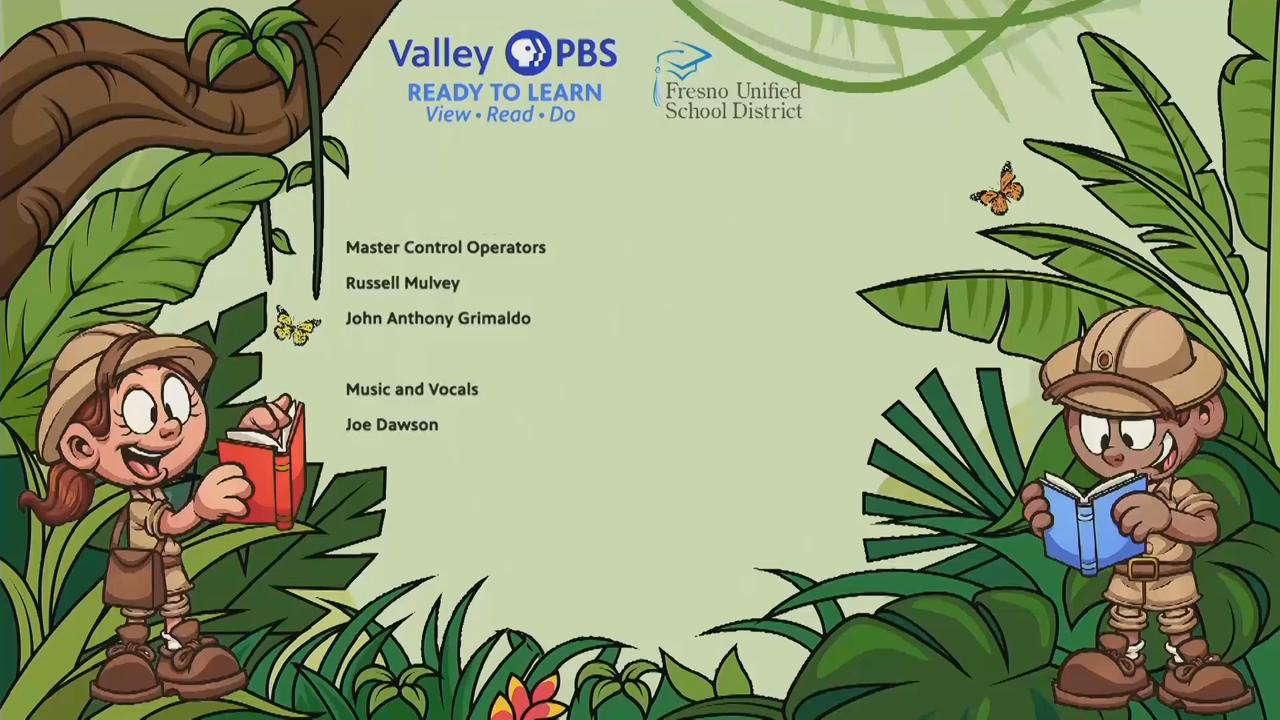 Valley PBS
READY TO LEARN
View • Read • Do
Fresno Unified
School District
Master Control Operators
Russell Mulvey
John Anthony Grimaldo
Music and Vocals
Joe Dawson